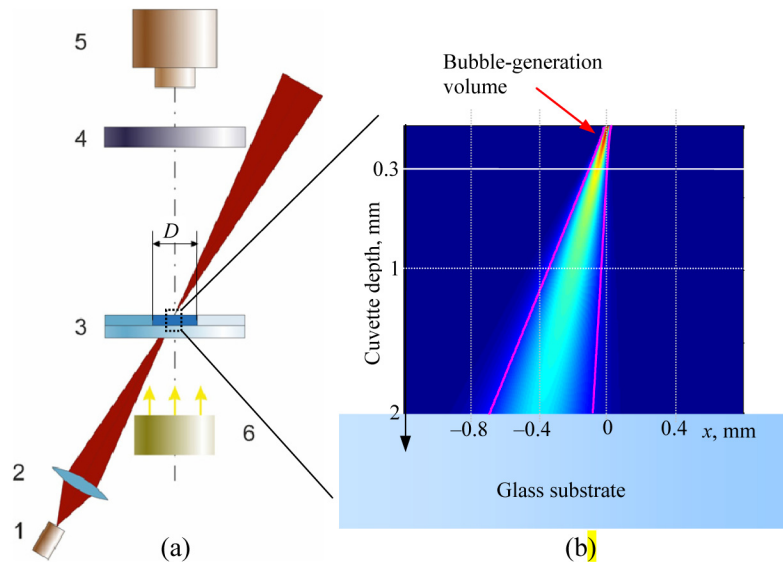 5
4
D
3
6
2
1
(a)
Bubble-generation
volume
Cuvette depth, mm
0.3
1
2
–0.8
–0.4
0
0.4
x, mm
Glass substrate
(b)